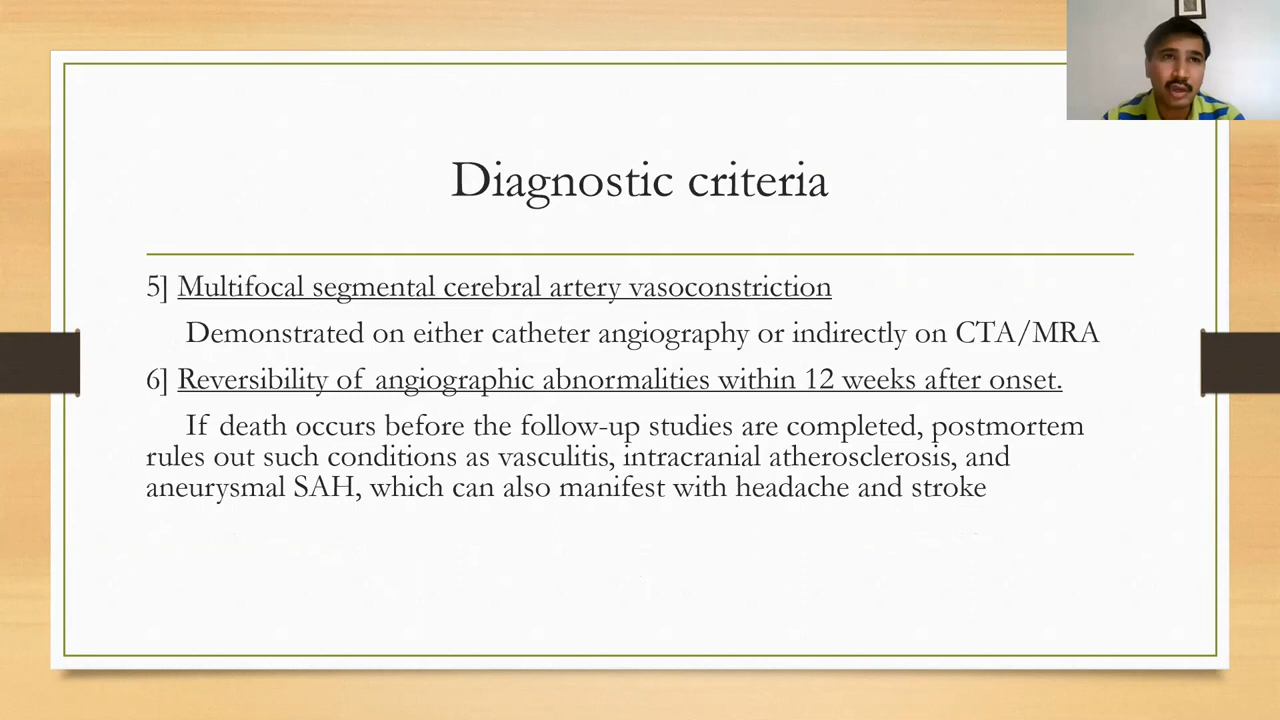 Diagnostic criteria
5] Multifocal segmental cerebral artery vasoconstriction
Demonstrated on either catheter angiography or indirectly on CTA/MRA
6] Reversibility of angiographic abnormalities within 12 weeks after onset.
If death occurs before the follow-up studies are completed, postmortem
rules out such conditions as vasculitis, intracranial atherosclerosis, and
aneurysmal SAH, which can also manifest with headache and stroke